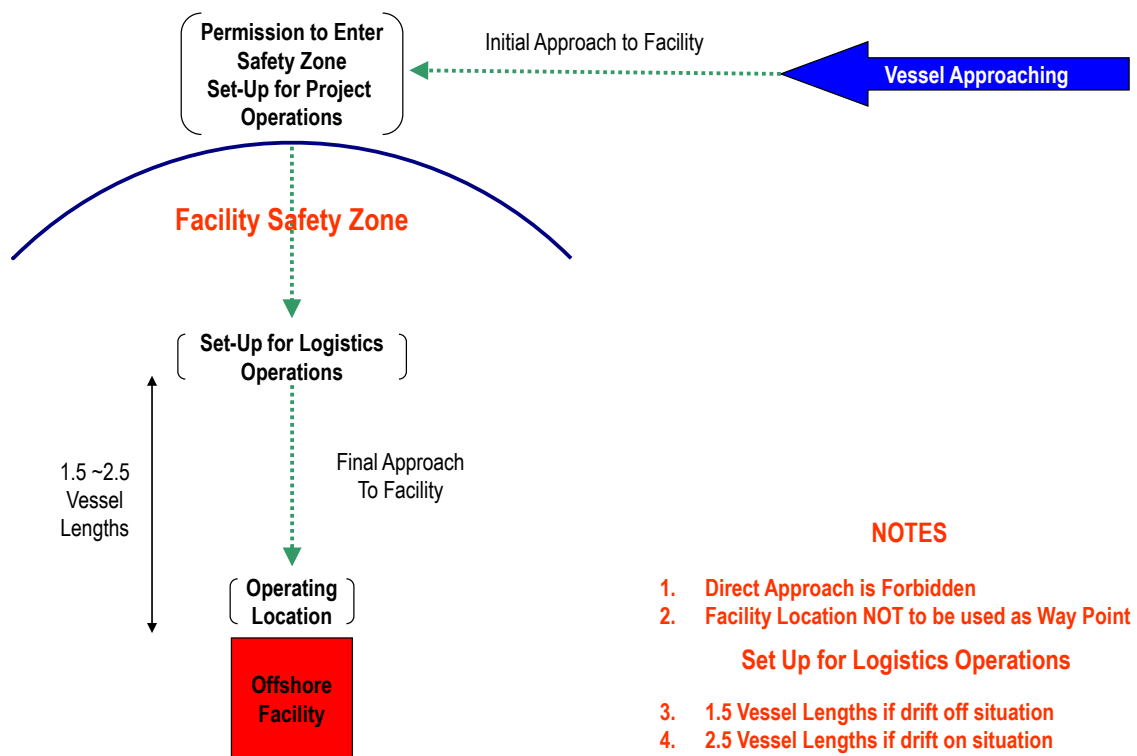 Permission to Enter
Safety Zone
Set-Up for Project
Operations
Initial Approach to Facility
Vessel Approaching
Facility Safety Zone
Set-Up for Logistics
Operations
1.5 ~2.5
Vessel
Lengths
Final Approach
To Facility
Operating
Location
Offshore
Facility
NOTES
1. Direct Approach is Forbidden
2. Facility Location NOT to be used as Way Point
Set Up for Logistics Operations
3. 1.5 Vessel Lengths if drift off situation
4. 2.5 Vessel Lengths if drift on situation